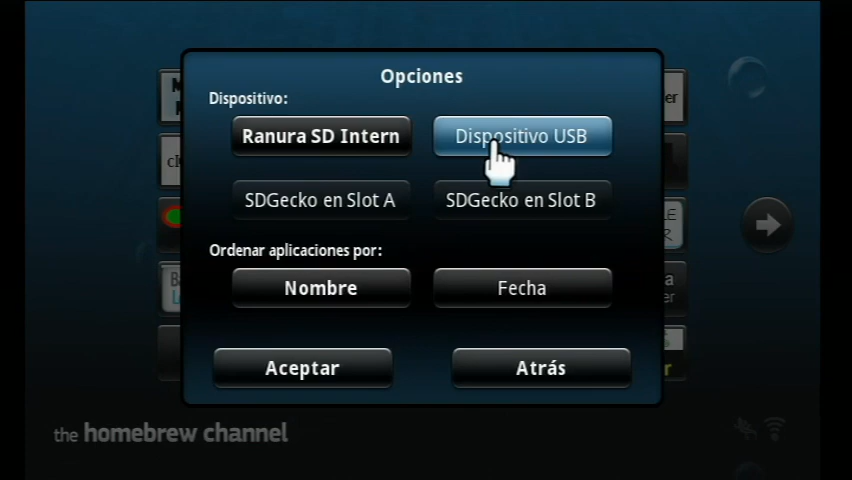 Opciones
Dispositivo:
Ranura SD Intern
Dispositivo USB
SDGecko en Slot A
SDGecko en Slot B
Ordenar aplicaciones por:
Nombre
Fecha
Aceptar
Atrás
the homebrew channel